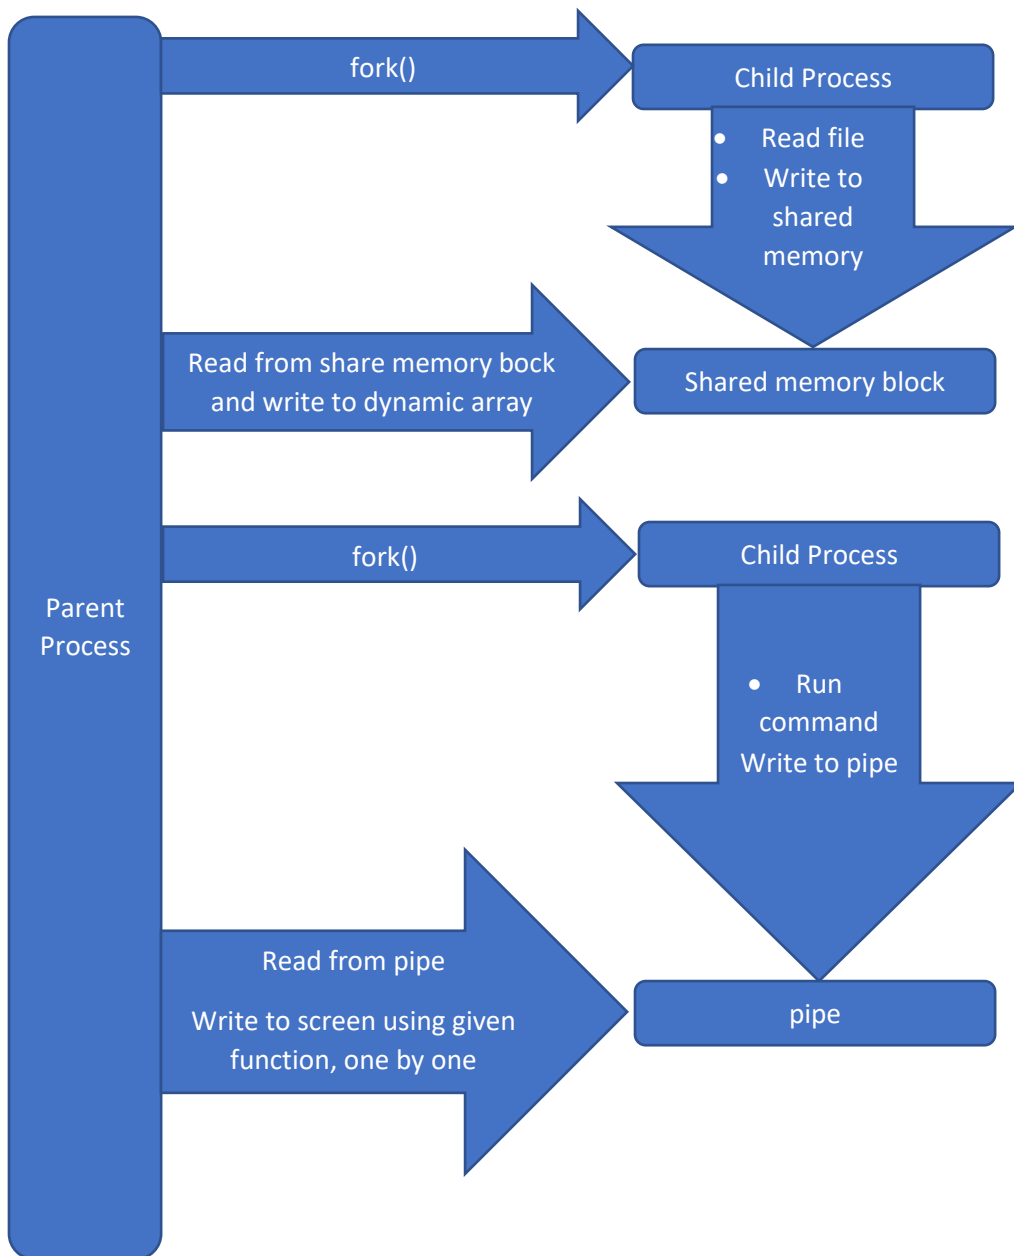 fork()
Child Process
• Read file
• Write to
shared
memory
Read from share memory bock
and write to dynamic array
Shared memory block
fork()
Child Process
Parent
Process
• Run
command
Write to pipe
Read from pipe
Write to screen using given
function, one by one
pipe